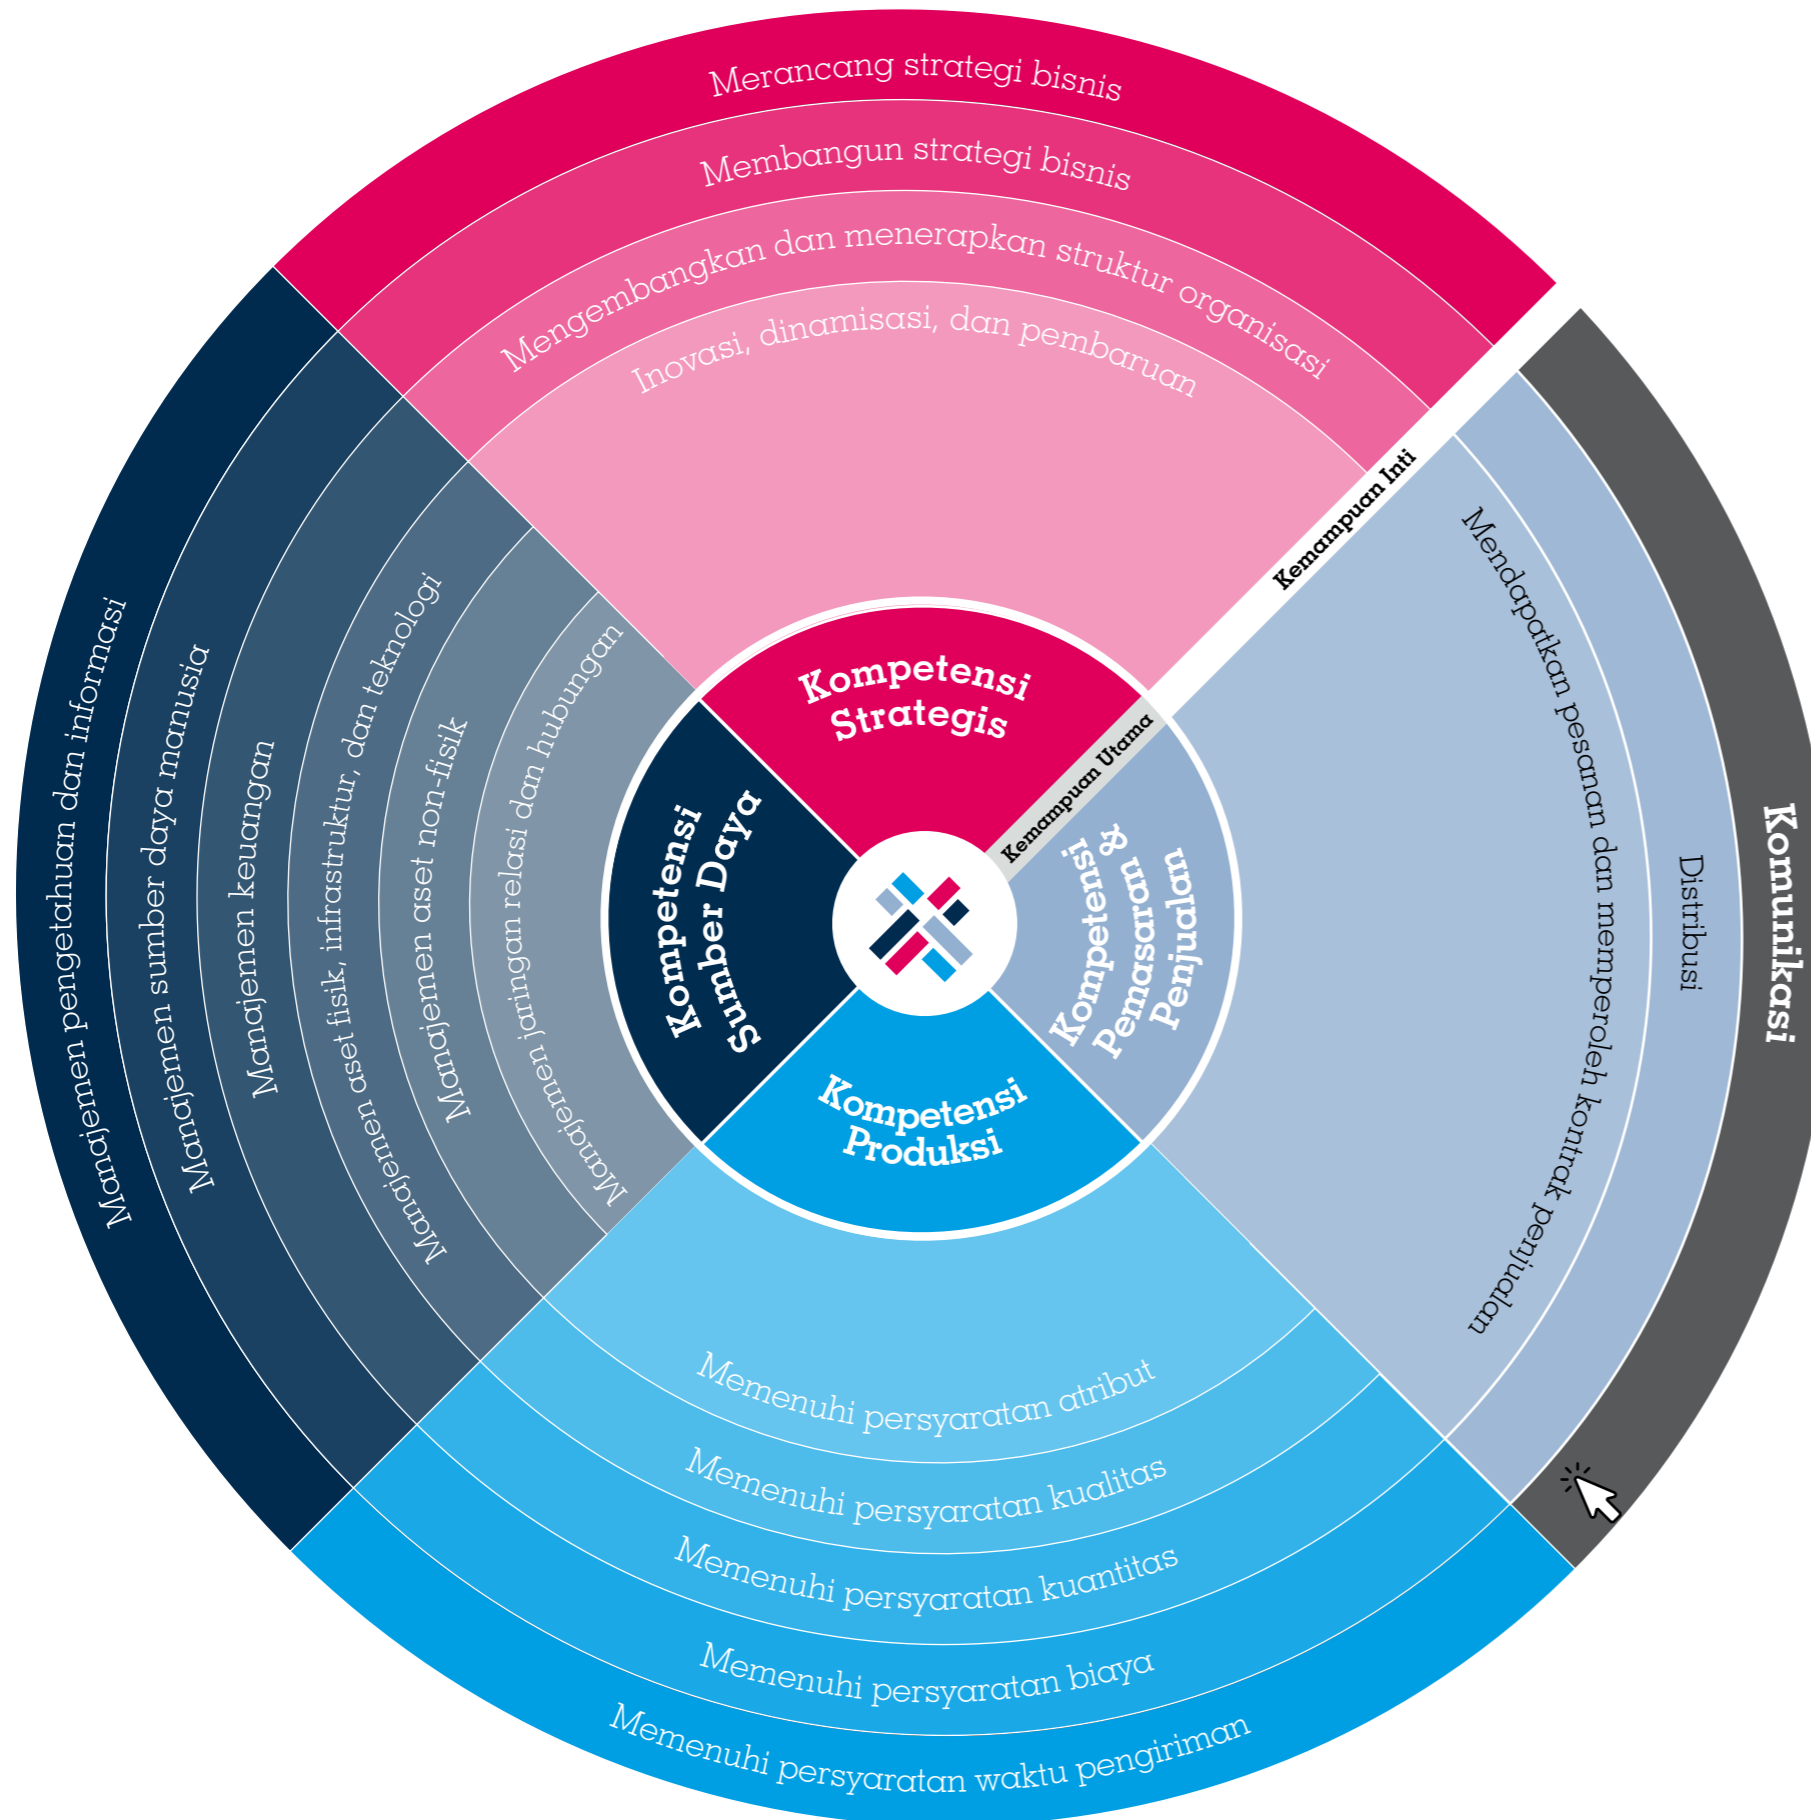 Merancang strategi bisnis
Membangun strategi bisnis
Mengembangkan dan menerapkan struktur organisasi
Inovasi, dinamisasi, dan pembaruan
Kompetensi
Strategis
Kemampuan Inti
Kemampuan Utama
Kompetensi
Pemasaran &
Penjualan
Mendapatkan pesanan dan memperoleh kontrak penjualan
Distribusi
Komunikasi
Kompetensi
Produksi
Memenuhi persyaratan atribut
Memenuhi persyaratan kualitas
Memenuhi persyaratan kuantitas
Memenuhi persyaratan biaya
Memenuhi persyaratan waktu pengiriman
Kompetensi
Sumber Daya
Manajemen pengetahuan dan informasi
Manajemen sumber daya manusia
Manajemen keuangan
Manajemen aset fisik, infrastruktur, dan teknologi
Manajemen aset non-fisik
Manajemen jaringan relasi dan hubungan